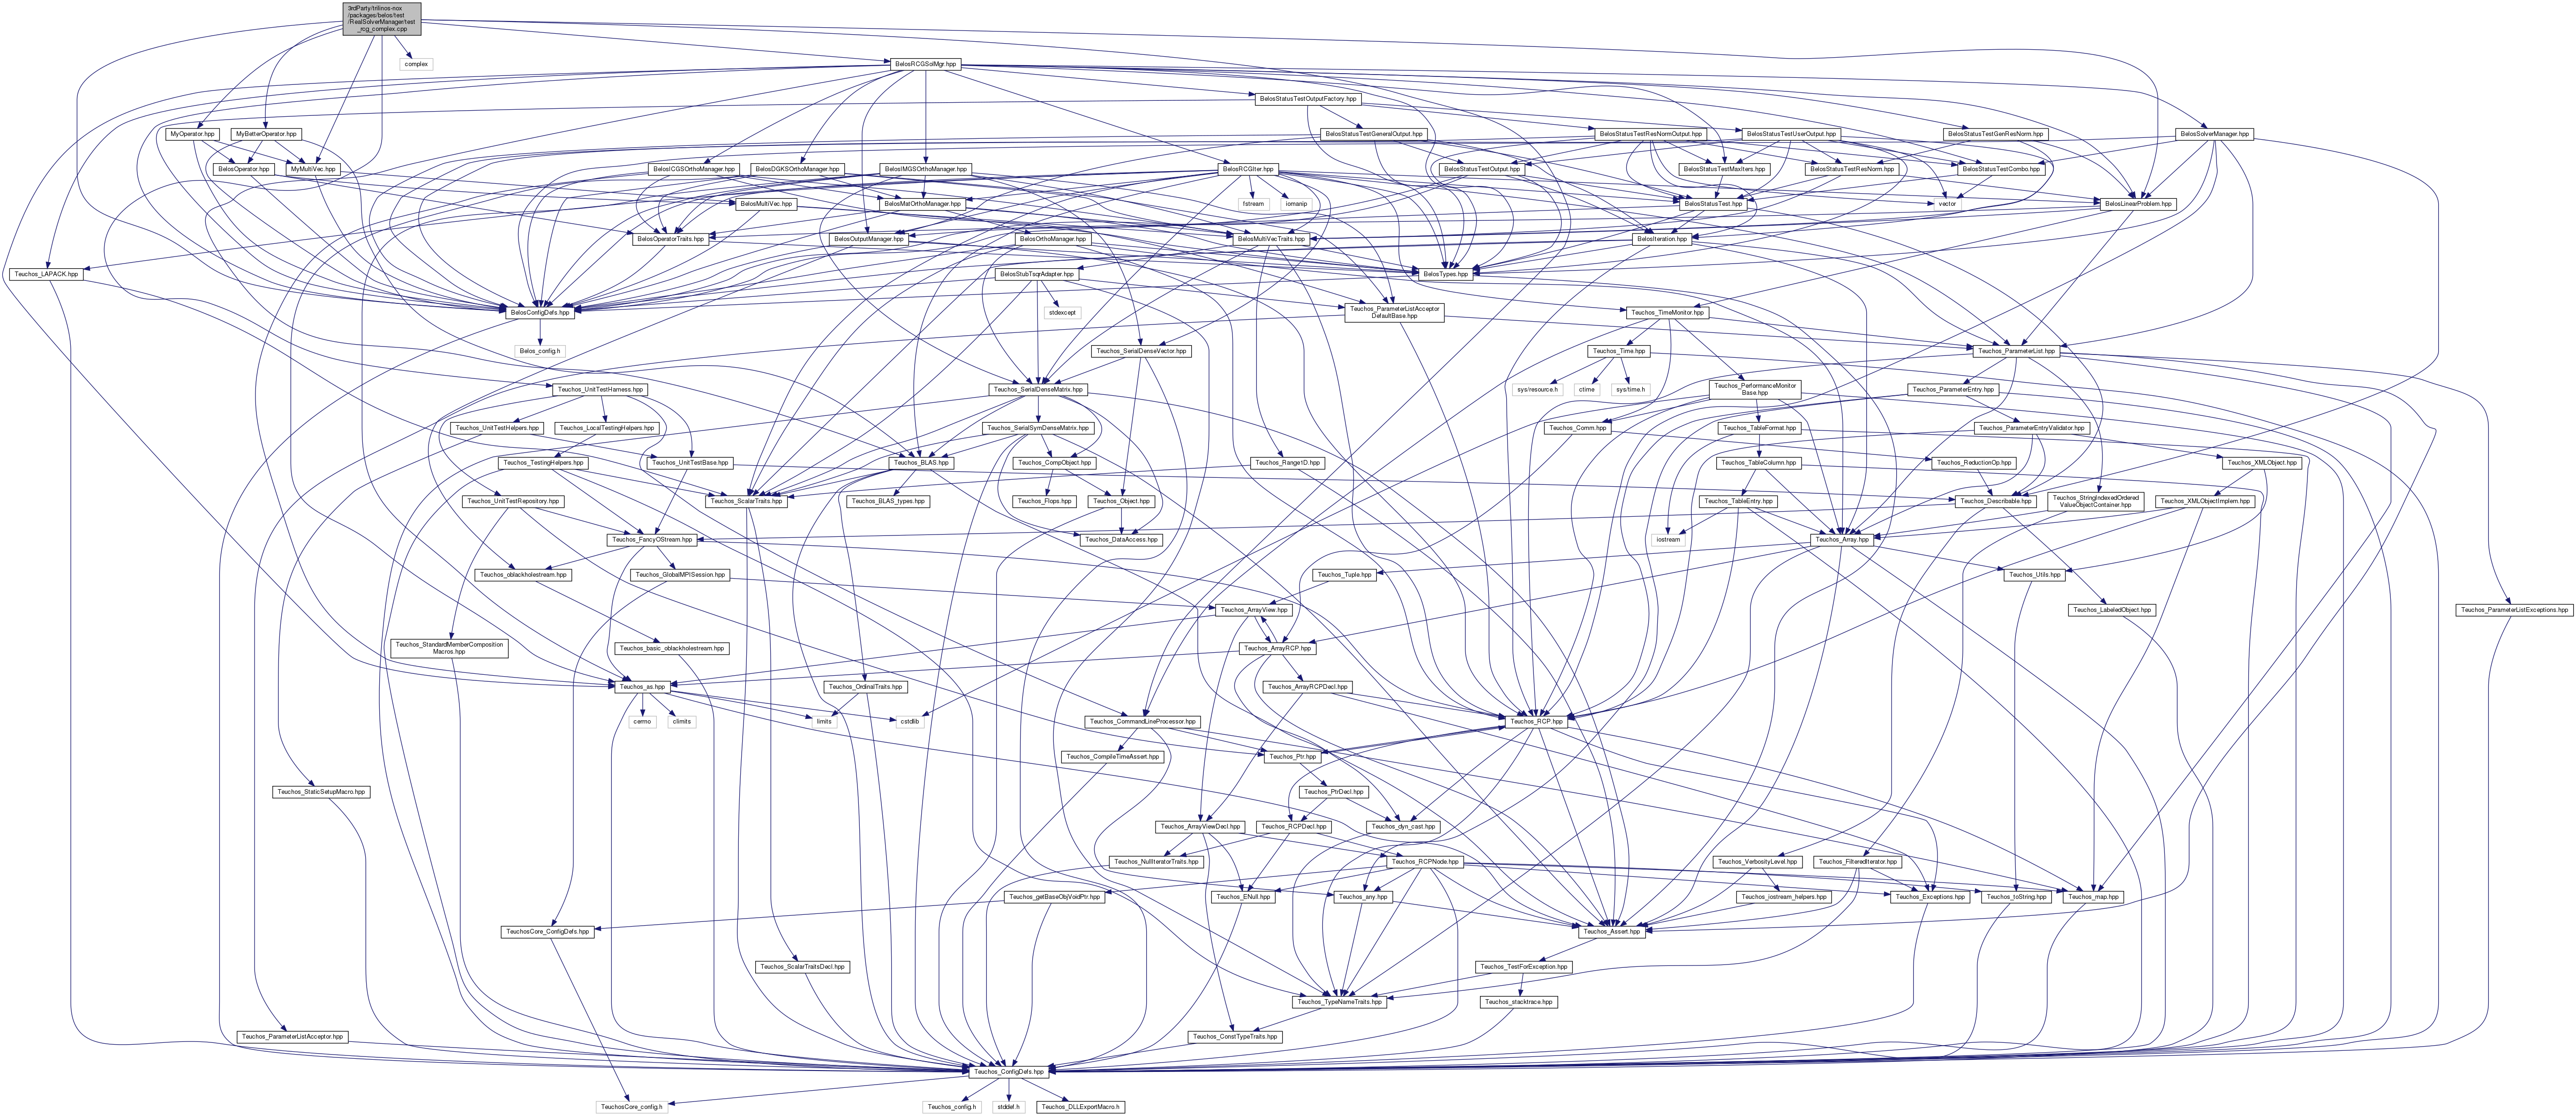 3rdParty/trilinos-nox
/packages/belos/test
/RealSolverManager/test
_rcg_complex.cpp
complex
BelosRCGSolMgr.hpp
BelosStatusTestOutputFactory.hpp
MyOperator.hpp
MyBetterOperator.hpp
BelosStatusTestGeneralOutput.hpp
BelosStatusTestResNormOutput.hpp
BelosStatusTestUserOutput.hpp
BelosStatusTestGenResNorm.hpp
BelosSolverManager.hpp
BelosOperator.hpp
MyMultiVec.hpp
BelosICGSOrthoManager.hpp
BelosDGKSOrthoManager.hpp
BelosIMGSOrthoManager.hpp
BelosRCGIter.hpp
BelosStatusTestOutput.hpp
BelosStatusTestMaxIters.hpp
BelosStatusTestResNorm.hpp
BelosStatusTestCombo.hpp
BelosMultiVec.hpp
BelosMatOrthoManager.hpp
fstream
iomanip
BelosStatusTest.hpp
vector
BelosLinearProblem.hpp
BelosOperatorTraits.hpp
BelosOutputManager.hpp
BelosOrthoManager.hpp
BelosMultiVecTraits.hpp
BelosIteration.hpp
Teuchos_LAPACK.hpp
BelosStubTsqrAdapter.hpp
BelosTypes.hpp
BelosConfigDefs.hpp
stdexcept
Teuchos_ParameterListAcceptor
DefaultBase.hpp
Teuchos_TimeMonitor.hpp
Belos_config.h
Teuchos_SerialDenseVector.hpp
Teuchos_Time.hpp
Teuchos_ParameterList.hpp
Teuchos_UnitTestHarness.hpp
Teuchos_SerialDenseMatrix.hpp
sys/resource.h
ctime
sys/time.h
Teuchos_PerformanceMonitor
Base.hpp
Teuchos_ParameterEntry.hpp
Teuchos_UnitTestHelpers.hpp
Teuchos_LocalTestingHelpers.hpp
Teuchos_SerialSymDenseMatrix.hpp
Teuchos_Comm.hpp
Teuchos_TableFormat.hpp
Teuchos_ParameterEntryValidator.hpp
Teuchos_TestingHelpers.hpp
Teuchos_UnitTestBase.hpp
Teuchos_BLAS.hpp
Teuchos_CompObject.hpp
Teuchos_Range1D.hpp
Teuchos_TableColumn.hpp
Teuchos_ReductionOp.hpp
Teuchos_XMLObject.hpp
Teuchos_UnitTestRepository.hpp
Teuchos_ScalarTraits.hpp
Teuchos_BLAS_types.hpp
Teuchos_Flops.hpp
Teuchos_Object.hpp
Teuchos_TableEntry.hpp
Teuchos_Describable.hpp
Teuchos_StringIndexedOrdered
ValueObjectContainer.hpp
Teuchos_XMLObjectImplem.hpp
Teuchos_FancyOStream.hpp
Teuchos_DataAccess.hpp
iostream
Teuchos_Array.hpp
Teuchos_oblackholestream.hpp
Teuchos_GlobalMPISession.hpp
Teuchos_Tuple.hpp
Teuchos_Utils.hpp
Teuchos_ArrayView.hpp
Teuchos_LabeledObject.hpp
Teuchos_ParameterListExceptions.hpp
Teuchos_StandardMemberComposition
Macros.hpp
Teuchos_basic_oblackholestream.hpp
Teuchos_ArrayRCP.hpp
Teuchos_as.hpp
Teuchos_OrdinalTraits.hpp
Teuchos_ArrayRCPDecl.hpp
cerrno
climits
limits
cstdlib
Teuchos_CommandLineProcessor.hpp
Teuchos_RCP.hpp
Teuchos_CompileTimeAssert.hpp
Teuchos_Ptr.hpp
Teuchos_StaticSetupMacro.hpp
Teuchos_PtrDecl.hpp
Teuchos_ArrayViewDecl.hpp
Teuchos_RCPDecl.hpp
Teuchos_dyn_cast.hpp
Teuchos_NullIteratorTraits.hpp
Teuchos_RCPNode.hpp
Teuchos_VerbosityLevel.hpp
Teuchos_FilteredIterator.hpp
Teuchos_getBaseObjVoidPtr.hpp
Teuchos_ENull.hpp
Teuchos_any.hpp
Teuchos_iostream_helpers.hpp
Teuchos_Exceptions.hpp
Teuchos_toString.hpp
Teuchos_map.hpp
TeuchosCore_ConfigDefs.hpp
Teuchos_Assert.hpp
Teuchos_ScalarTraitsDecl.hpp
Teuchos_TestForException.hpp
Teuchos_TypeNameTraits.hpp
Teuchos_stacktrace.hpp
Teuchos_ParameterListAcceptor.hpp
Teuchos_ConstTypeTraits.hpp
Teuchos_ConfigDefs.hpp
TeuchosCore_config.h
Teuchos_config.h
stddef.h
Teuchos_DLLExportMacro.h